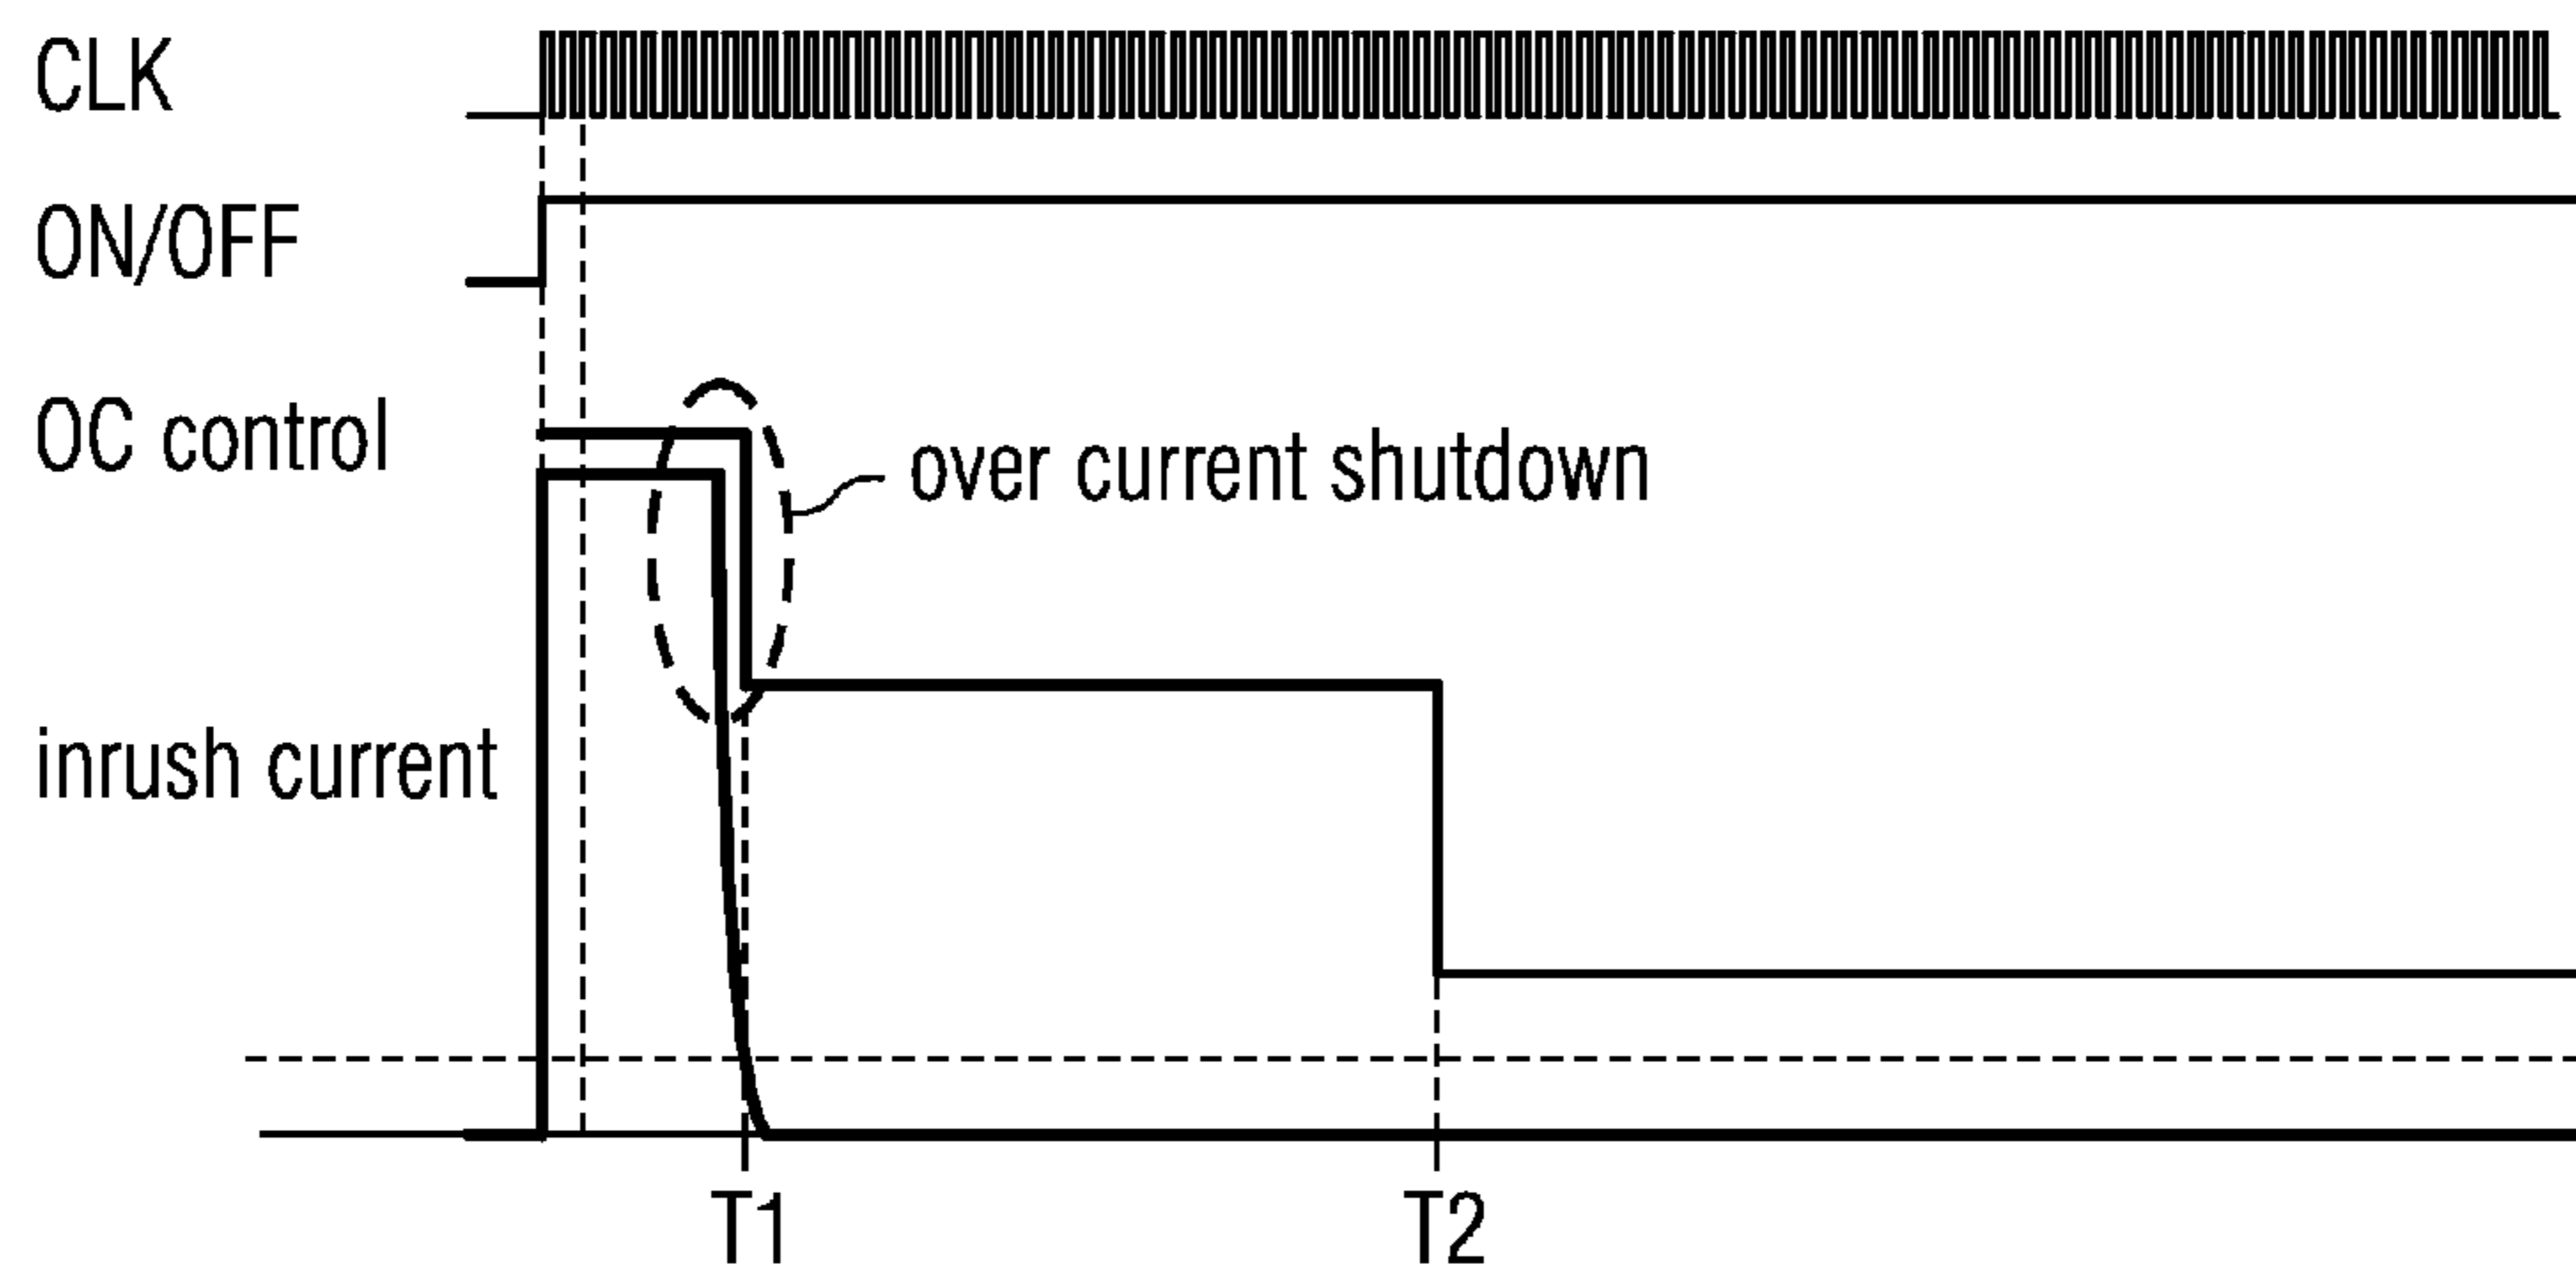 CLK
ON/OFF
OC control
over current shutdown
inrush current
T1
T2